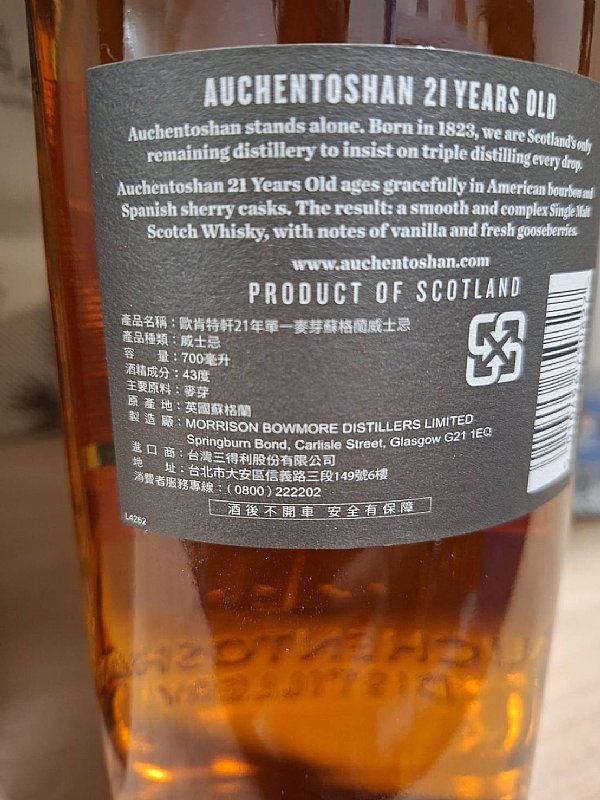 AUCHENTOSHAN 21 YEARS OLD
Auchentoshan stands alone. Born in 1823, we are Scotland's only
remaining distillery to insist on triple distilling every drop.
Auchentoshan 21 Years Old ages gracefully in American bourbon and
Spanish sherry casks. The result: a smooth and complex Single Malt
Scotch Whisky, with notes of vanilla and fresh gooseberries.
www.auchentoshan.com
PRODUCT OF SCOTLAND
產品名稱：歐肯特軒21年單一麥芽蘇格蘭威士忌
產品種類：威士忌
容　　量：700毫升
酒精成分：43度
主要原料：麥芽
原 產 地：英國蘇格蘭
製 造 廠：MORRISON BOWMORE DISTILLERS LIMITED
Springburn Bond, Carlisle Street, Glasgow G21 1EQ
進 口 商：台灣三得利股份有限公司
地　　址：台北市大安區信義路三段149號6樓
消費者服務專線：(0800) 222202
酒後不開車 安全有保障
L4262
AUCHENTOSHAN
DISTILLERY